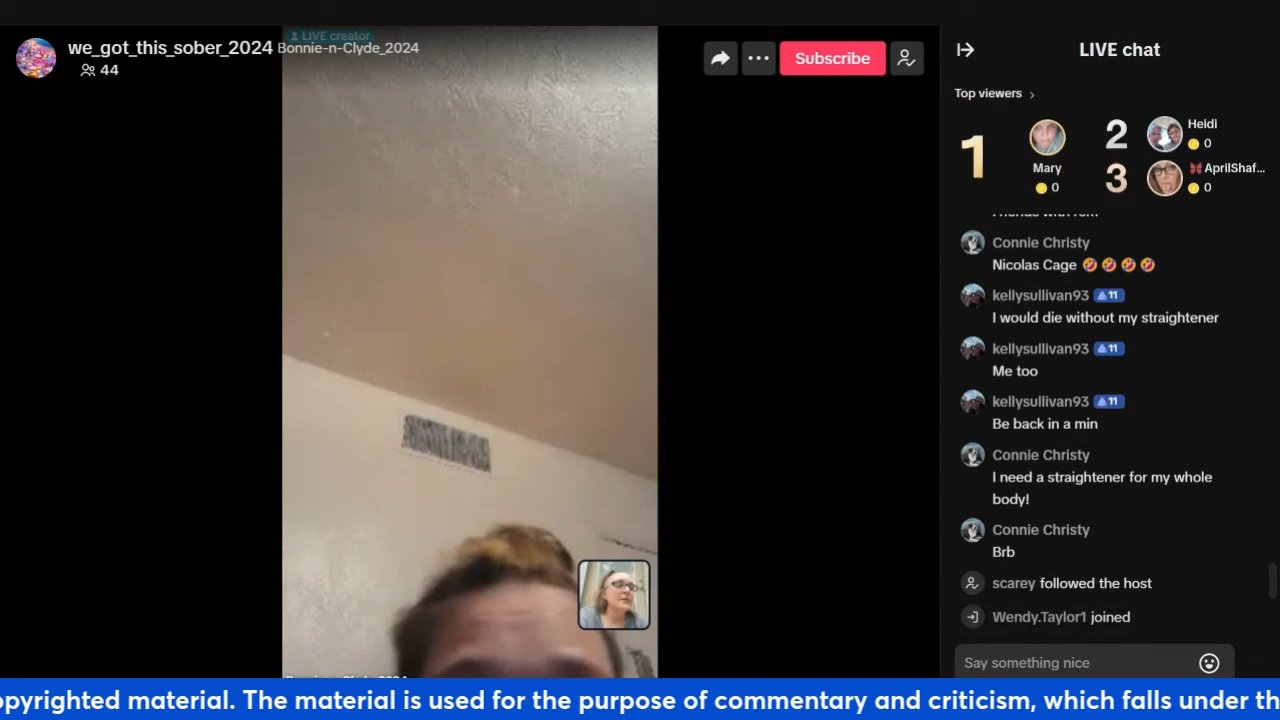 we_got_this_sober_2024
Bonnie-n-Clyde_2024
LIVE creator
44
Subscribe
LIVE chat
Top viewers
1
Mary
0
2
Heidi
0
3
AprilShaf...
0
Connie Christy
Nicolas Cage 🤣 🤣 🤣 🤣
kellysullivan93 11
I would die without my straightener
kellysullivan93 11
Me too
kellysullivan93 11
Be back in a min
Connie Christy
I need a straightener for my whole
body!
Connie Christy
Brb
scarey followed the host
Wendy.Taylor1 joined
Say something nice
opyrighted material. The material is used for the purpose of commentary and criticism, which falls under th